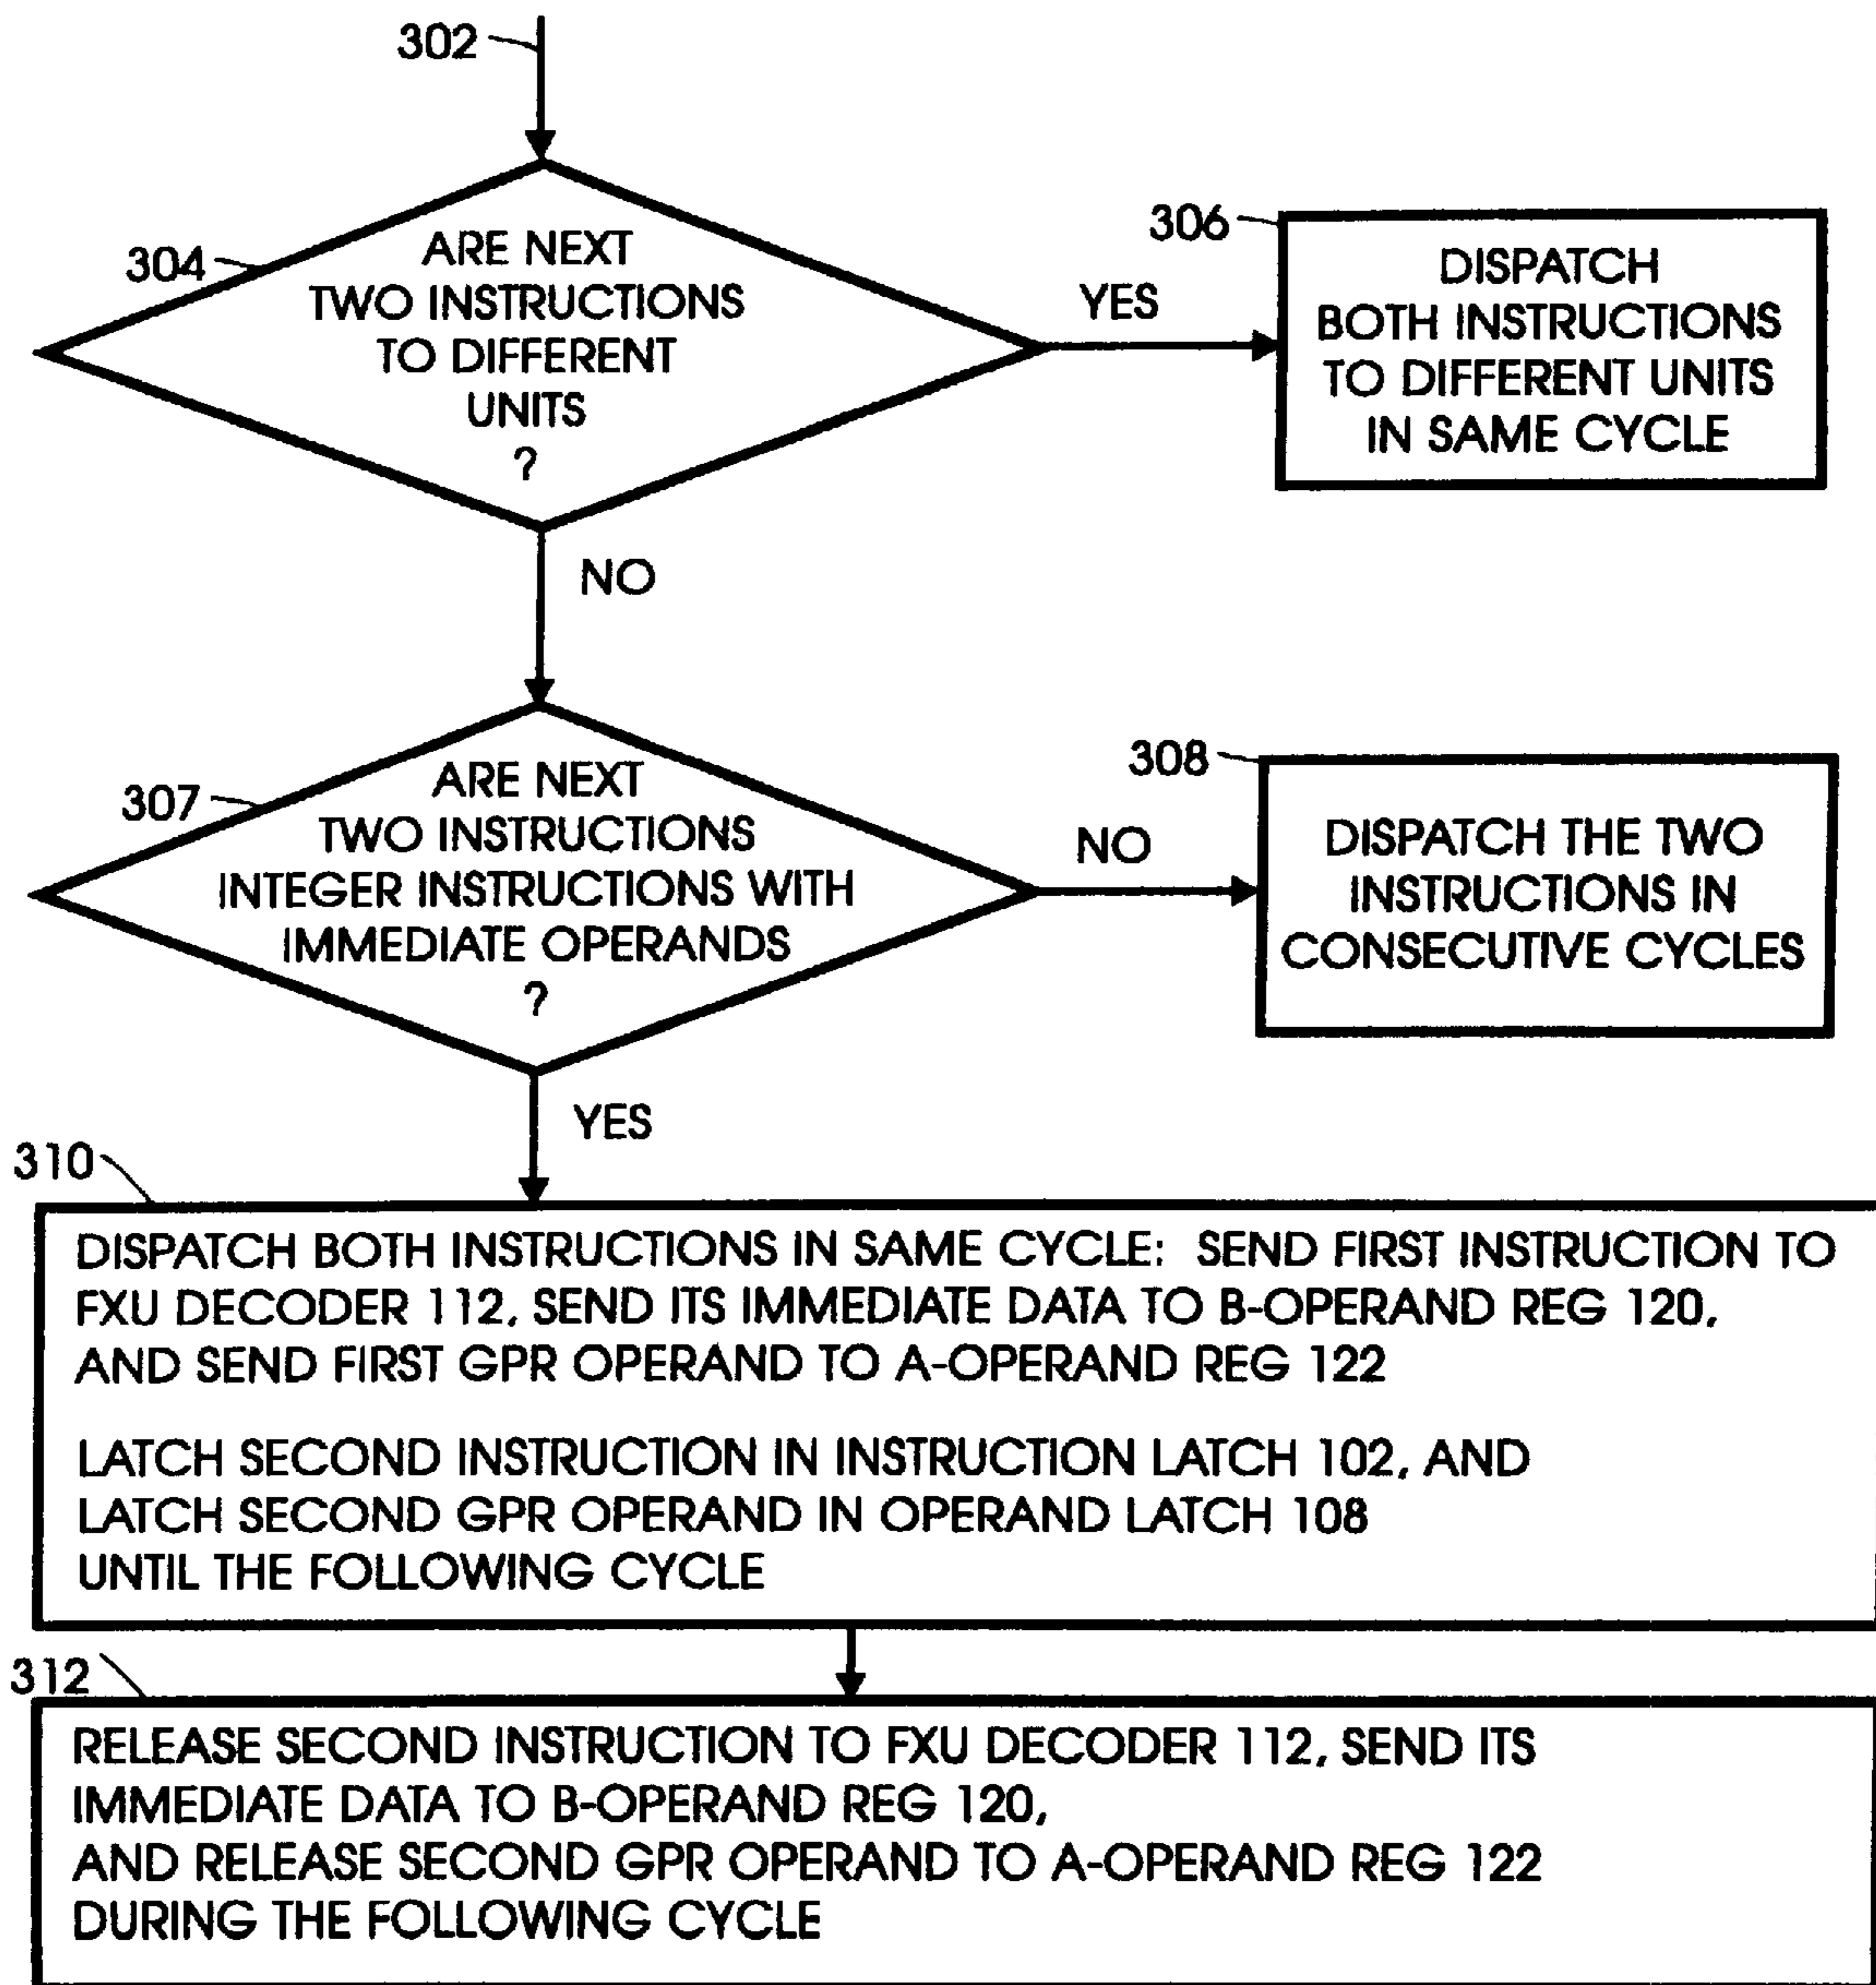 302
304
ARE NEXT
TWO INSTRUCTIONS
TO DIFFERENT
UNITS
?
YES
306
DISPATCH
BOTH INSTRUCTIONS
TO DIFFERENT UNITS
IN SAME CYCLE
NO
307
ARE NEXT
TWO INSTRUCTIONS
INTEGER INSTRUCTIONS WITH
IMMEDIATE OPERANDS
?
NO
308
DISPATCH THE TWO
INSTRUCTIONS IN
CONSECUTIVE CYCLES
YES
310
DISPATCH BOTH INSTRUCTIONS IN SAME CYCLE: SEND FIRST INSTRUCTION TO
FXU DECODER 112, SEND ITS IMMEDIATE DATA TO B-OPERAND REG 120,
AND SEND FIRST GPR OPERAND TO A-OPERAND REG 122
LATCH SECOND INSTRUCTION IN INSTRUCTION LATCH 102, AND
LATCH SECOND GPR OPERAND IN OPERAND LATCH 108
UNTIL THE FOLLOWING CYCLE
312
RELEASE SECOND INSTRUCTION TO FXU DECODER 112, SEND ITS
IMMEDIATE DATA TO B-OPERAND REG 120,
AND RELEASE SECOND GPR OPERAND TO A-OPERAND REG 122
DURING THE FOLLOWING CYCLE